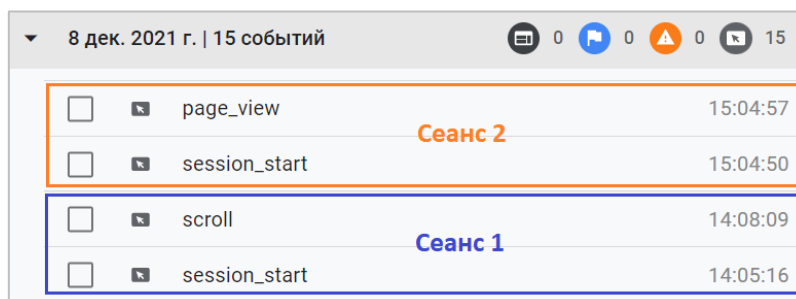 8 дек. 2021 г. | 15 событий 0 0 0 15
page_view 15:04:57
Сеанс 2
session_start 15:04:50
scroll 14:08:09
Сеанс 1
session_start 14:05:16